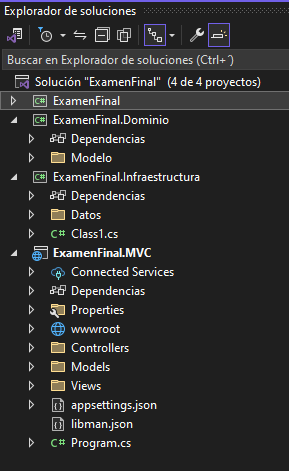 Explorador de soluciones
Buscar en Explorador de soluciones (Ctrl+´)
Solución "ExamenFinal" (4 de 4 proyectos)
C# ExamenFinal
C# ExamenFinal.Dominio
Dependencias
Modelo
C# ExamenFinal.Infraestructura
Dependencias
Datos
C# Class1.cs
ExamenFinal.MVC
Connected Services
Dependencias
Properties
wwwroot
Controllers
Models
Views
appsettings.json
libman.json
C# Program.cs